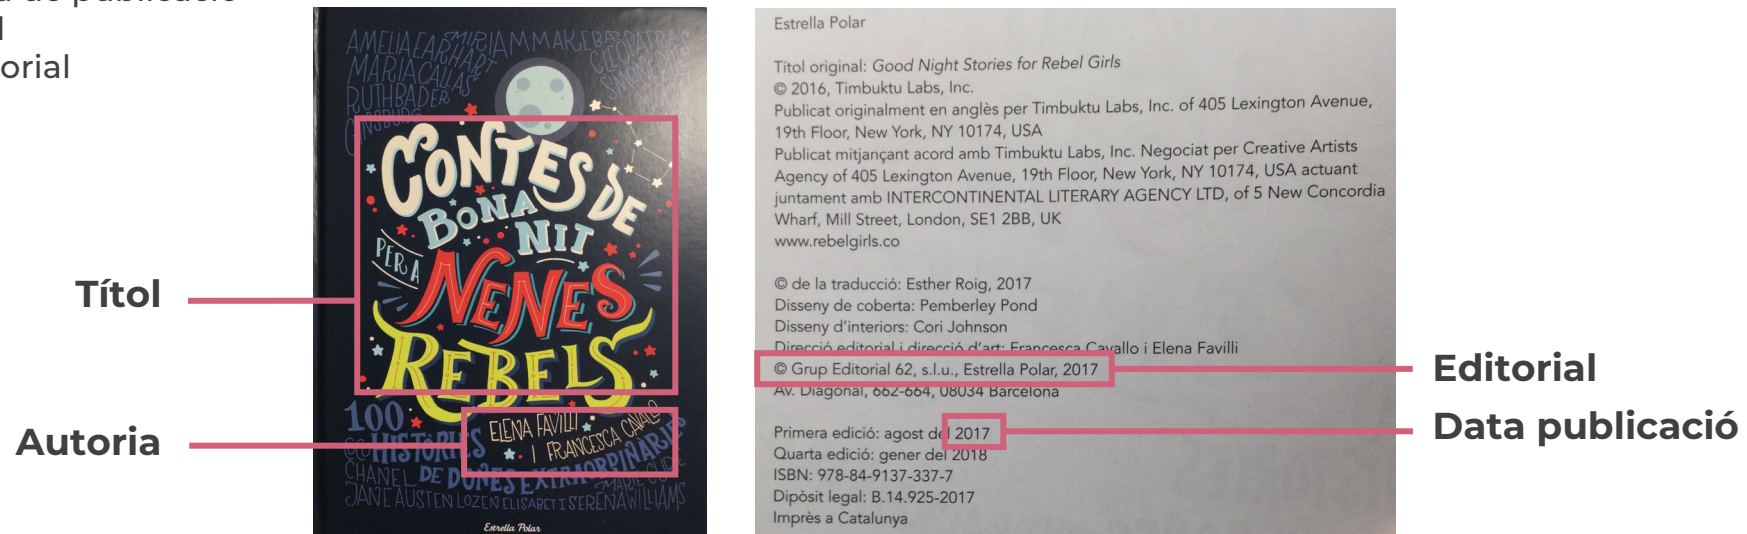 de publicació
orial
Títol
Autoria
AMELIA EARHART
MARIA CALLAS
RUTH BADER
GINSBURG
MIRIAM MAKEBA
CLEOPATRA
CONTES DE
BONA
NIT
PER A
NENES
REBELS
100
HISTÒRIES
ELENA FAVILLI
I FRANCESCA CAVALLO
COCO
CHANEL
DE DONES EXTRAORDINÀRIES
MARIE CURIE
JANE AUSTEN LOZEN ELISABET I SERENA WILLIAMS
Estrella Polar
Estrella Polar
Títol original: Good Night Stories for Rebel Girls
© 2016, Timbuktu Labs, Inc.
Publicat originalment en anglès per Timbuktu Labs, Inc. of 405 Lexington Avenue,
19th Floor, New York, NY 10174, USA
Publicat mitjançant acord amb Timbuktu Labs, Inc. Negociat per Creative Artists
Agency of 405 Lexington Avenue, 19th Floor, New York, NY 10174, USA actuant
juntament amb INTERCONTINENTAL LITERARY AGENCY LTD, of 5 New Concordia
Wharf, Mill Street, London, SE1 2BB, UK
www.rebelgirls.co
© de la traducció: Esther Roig, 2017
Disseny de coberta: Pemberley Pond
Disseny d'interiors: Cori Johnson
Direcció editorial i direcció d'art: Francesca Cavallo i Elena Favilli
© Grup Editorial 62, s.l.u., Estrella Polar, 2017
Av. Diagonal, 662-664, 08034 Barcelona
Primera edició: agost del 2017
Quarta edició: gener del 2018
ISBN: 978-84-9137-337-7
Dipòsit legal: B.14.925-2017
Imprès a Catalunya
Editorial
Data publicació